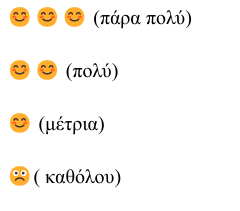 😊 😊 😊 (πάρα πολύ)
😊 😊 (πολύ)
😊 (μέτρια)
🙁 ( καθόλου)